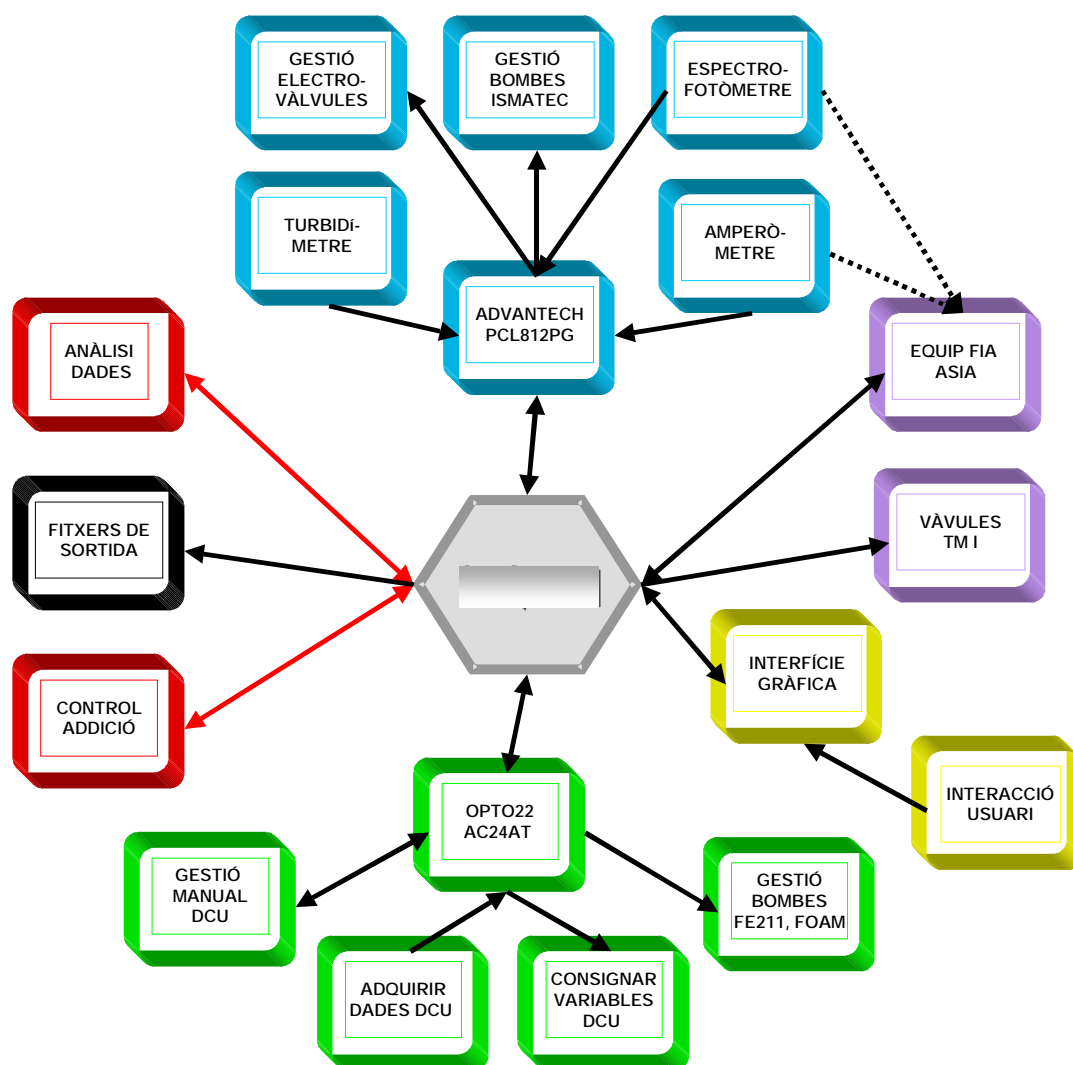 GESTIÓ
ELECTRO-
VÀLVULES
GESTIÓ
BOMBES
ISMATEC
ESPECTRO-
FOTÒMETRE
TURBIDí-
METRE
AMPERÒ-
METRE
ADVANTECH
PCL812PG
ANÀLISI
DADES
EQUIP FIA
ASIA
FITXERS DE
SORTIDA
VÀVULES
TM I
CONTROL
ADDICIÓ
INTERFÍCIE
GRÀFICA
INTERACCIÓ
USUARI
OPTO22
AC24AT
GESTIÓ
MANUAL
DCU
GESTIÓ
BOMBES
FE211, FOAM
ADQUIRIR
DADES DCU
CONSIGNAR
VARIABLES
DCU